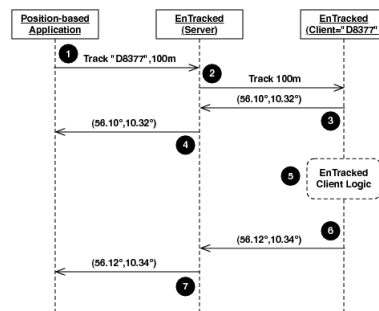 Position-based
Application
EnTracked
(Server)
EnTracked
(Client="D8377"
1
Track "D8377",100m
2
Track 100m
(56.10°,10.32°)
3
(56.10°,10.32°)
4
5
EnTracked
Client Logic
6
(56.12°,10.34°)
(56.12°,10.34°)
7